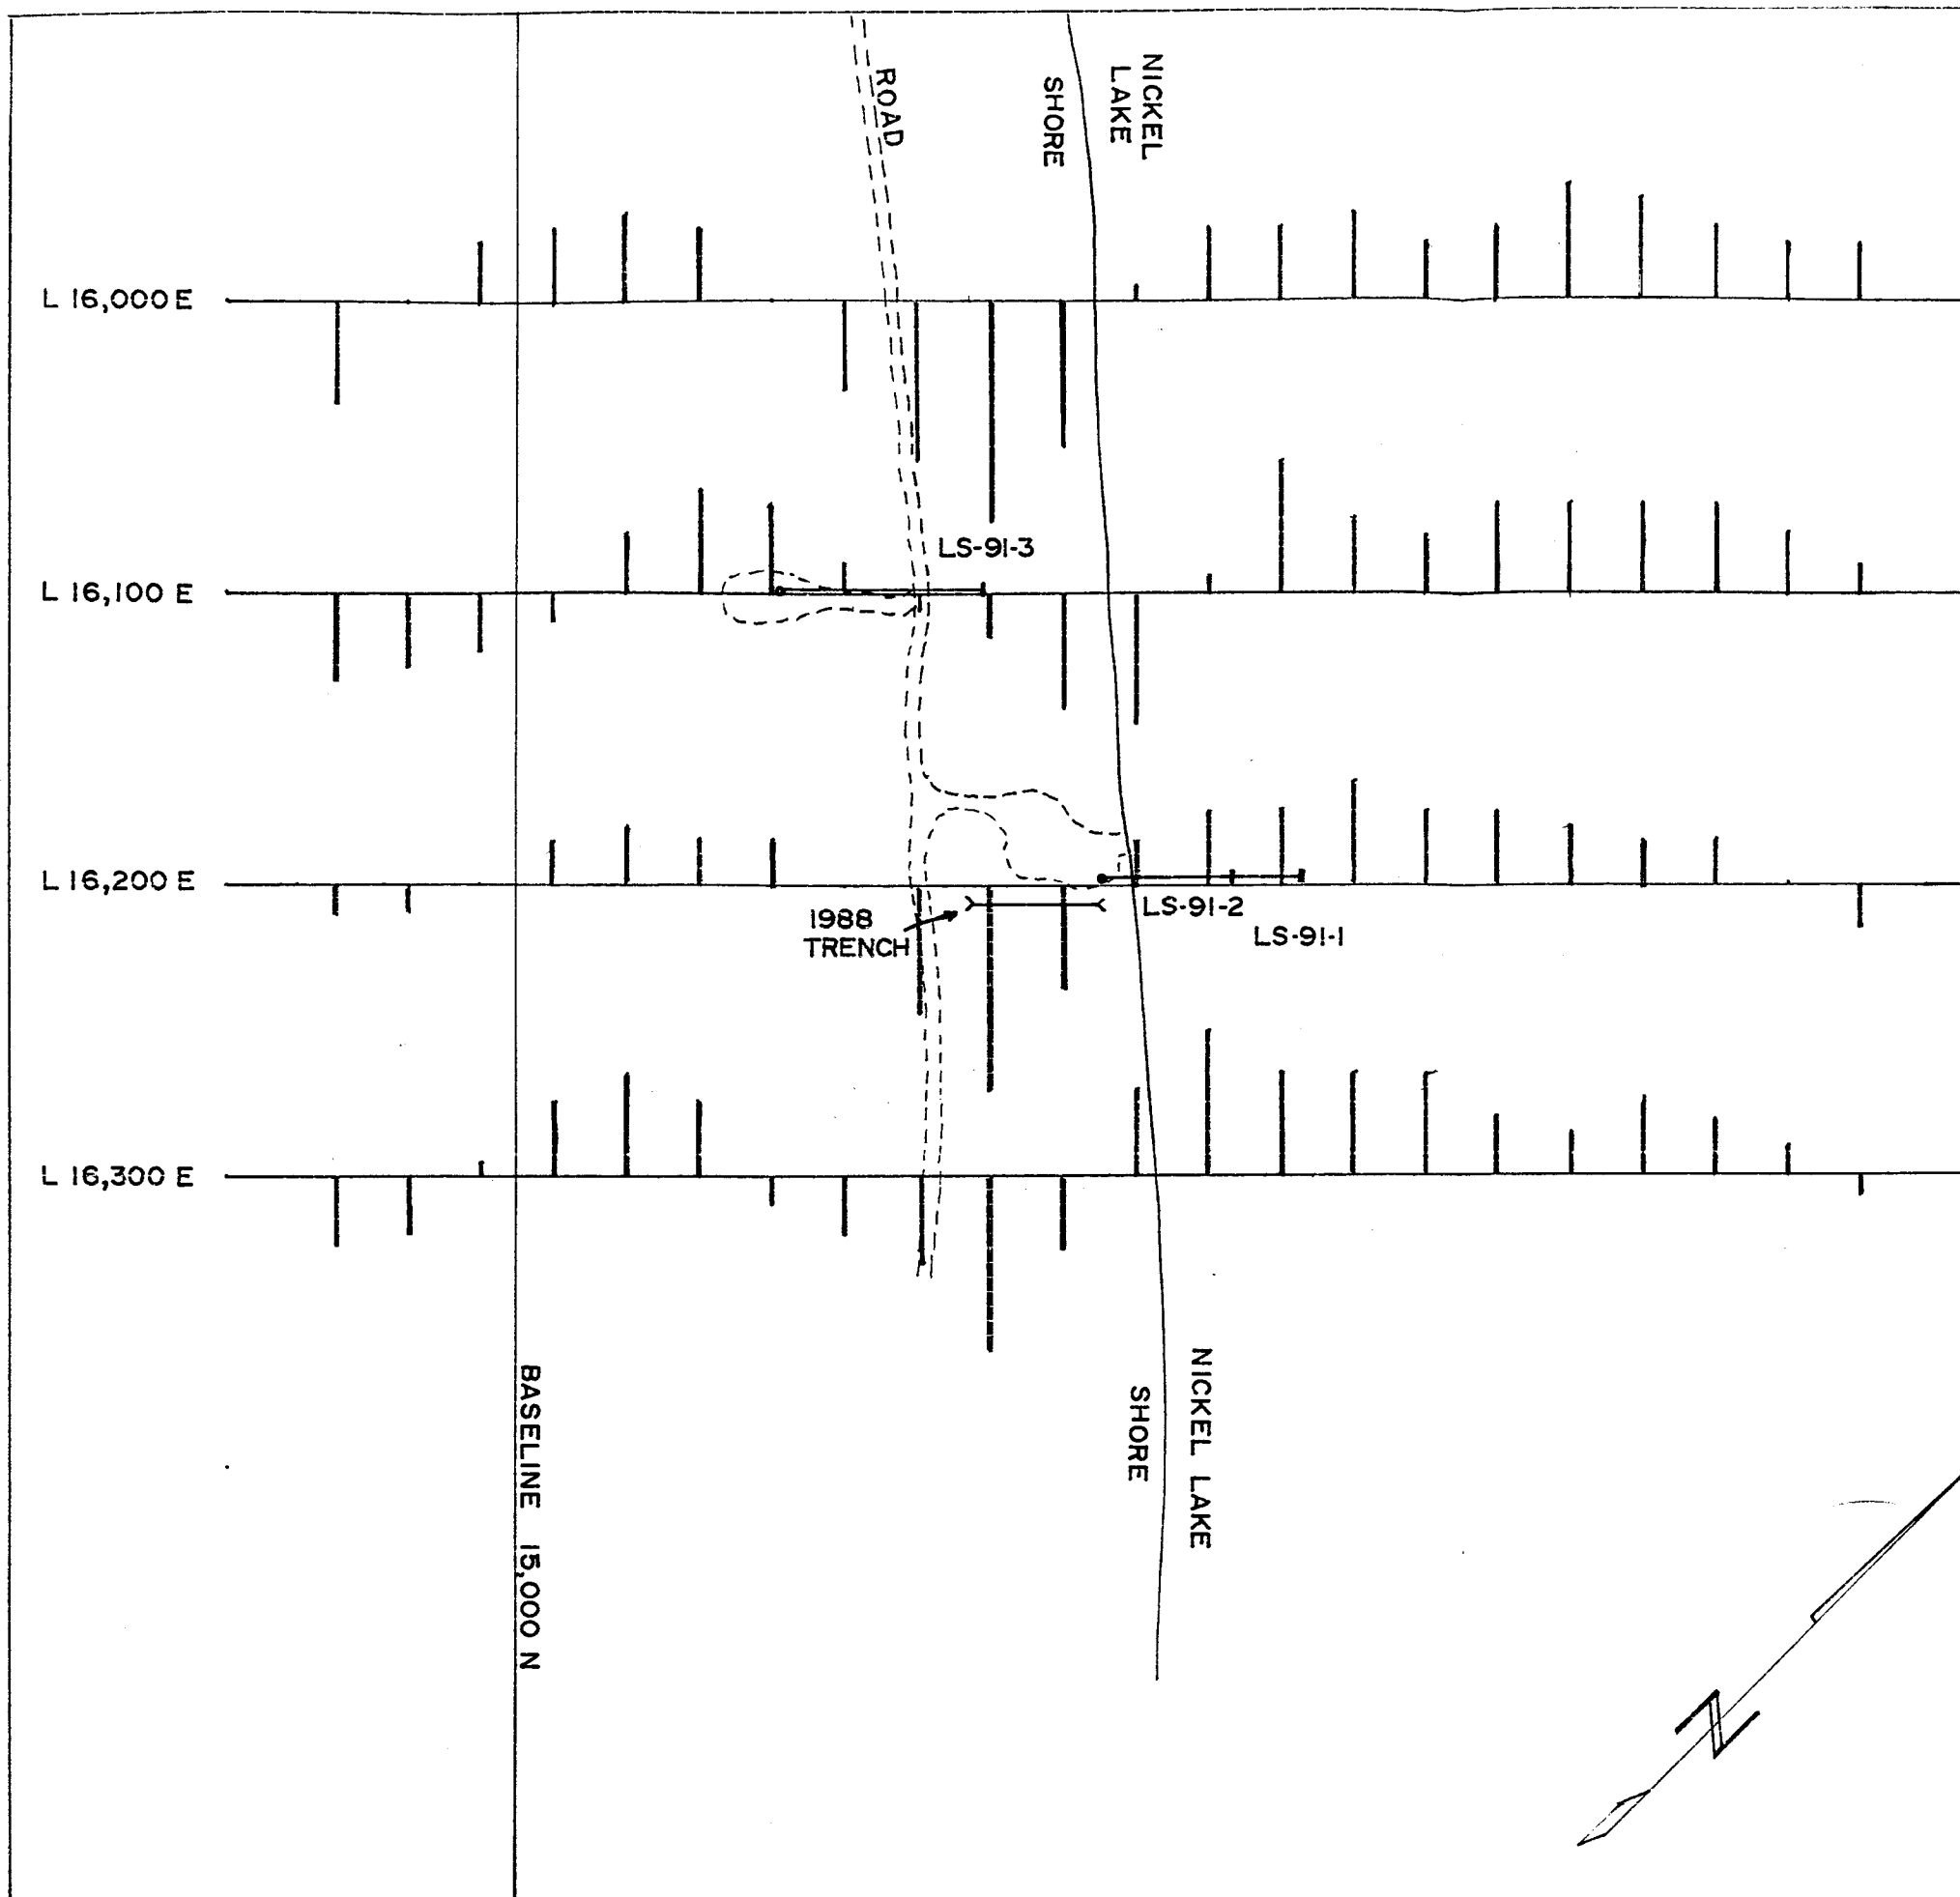 ROAD
SHORE
NICKEL
LAKE
L 16,000 E
LS-91-3
L 16,100 E
L 16,200 E
LS-91-2
1988
TRENCH
LS-91-1
L 16,300 E
BASELINE 15,000 N
SHORE
NICKEL LAKE
N